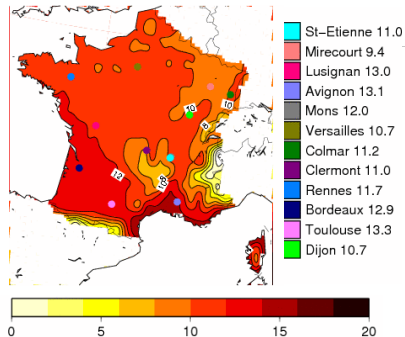 St-Etienne 11.0
Mirecourt 9.4
Lusignan 13.0
Avignon 13.1
Mons 12.0
Versailles 10.7
Colmar 11.2
Clermont 11.0
Rennes 11.7
Bordeaux 12.9
Toulouse 13.3
Dijon 10.7
10
10
8
12
8
10
0 5 10 15 20